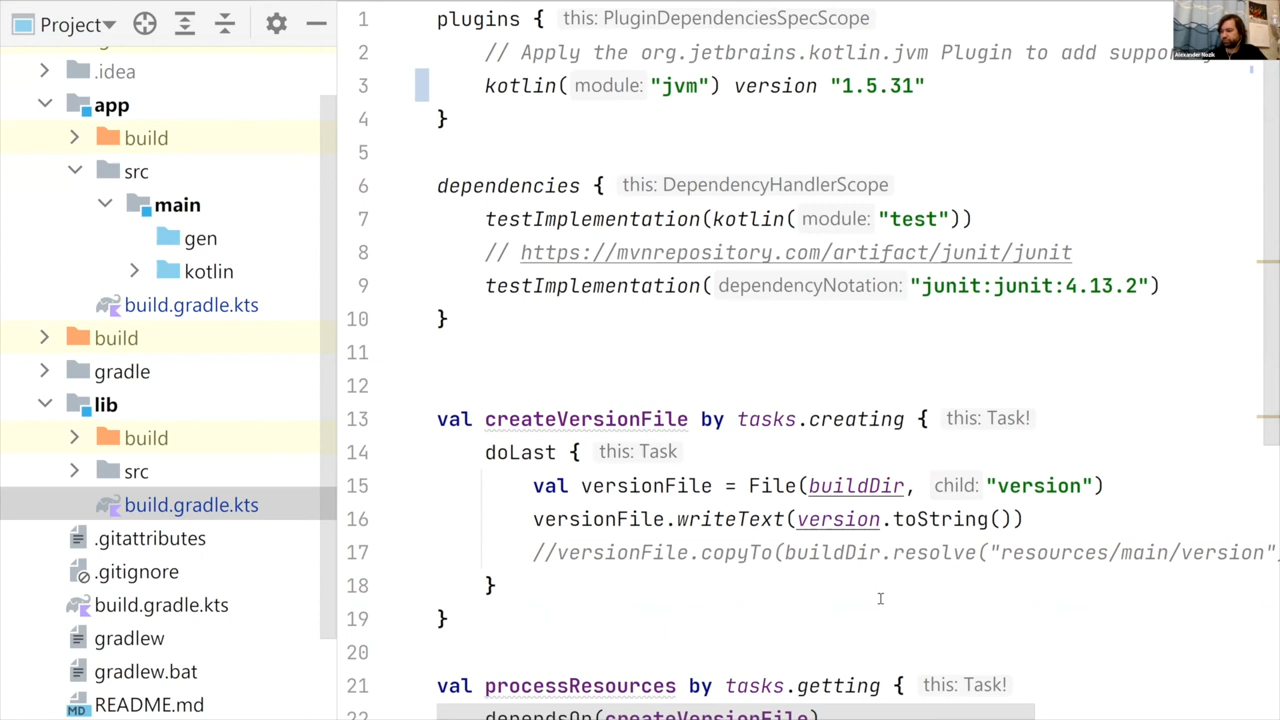 Project
.idea
app
build
src
main
gen
kotlin
build.gradle.kts
build
gradle
lib
build
src
build.gradle.kts
.gitattributes
.gitignore
build.gradle.kts
gradlew
gradlew.bat
README.md
1 plugins { this: PluginDependenciesSpecScope
2 // Apply the org.jetbrains.kotlin.jvm Plugin to add suppor
3 kotlin( module: "jvm") version "1.5.31"
4 }
5
6 dependencies { this: DependencyHandlerScope
7 testImplementation(kotlin( module: "test"))
8 // https://mvnrepository.com/artifact/junit/junit
9 testImplementation( dependencyNotation: "junit:junit:4.13.2")
10 }
11
12
13 val createVersionFile by tasks.creating { this: Task!
14 doLast { this: Task
15 val versionFile = File(buildDir, child: "version")
16 versionFile.writeText(version.toString())
17 //versionFile.copyTo(buildDir.resolve("resources/main/version"
18 }
19 }
20
21 val processResources by tasks.getting { this: Task!
22 dependsOn(createVersionFile)
Alexander Nozik